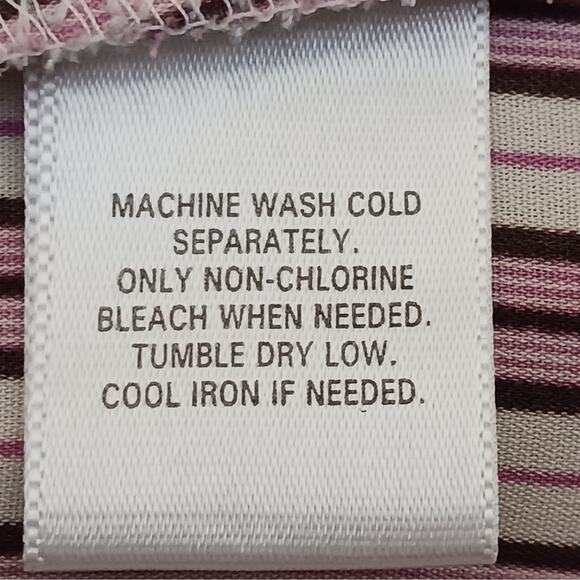 MACHINE WASH COLD
SEPARATELY.
ONLY NON-CHLORINE
BLEACH WHEN NEEDED.
TUMBLE DRY LOW.
COOL IRON IF NEEDED.